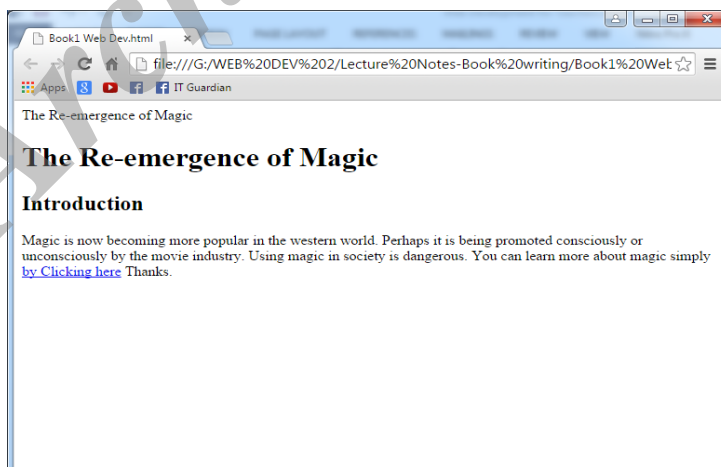 Book1 Web Dev.html
file:///G:/WEB%20DEV%202/Lecture%20Notes-Book%20writing/Book1%20Web
Apps
IT Guardian
The Re-emergence of Magic
The Re-emergence of Magic
Introduction
Magic is now becoming more popular in the western world. Perhaps it is being promoted consciously or
unconsciously by the movie industry. Using magic in society is dangerous. You can learn more about magic simply
by Clicking here Thanks.